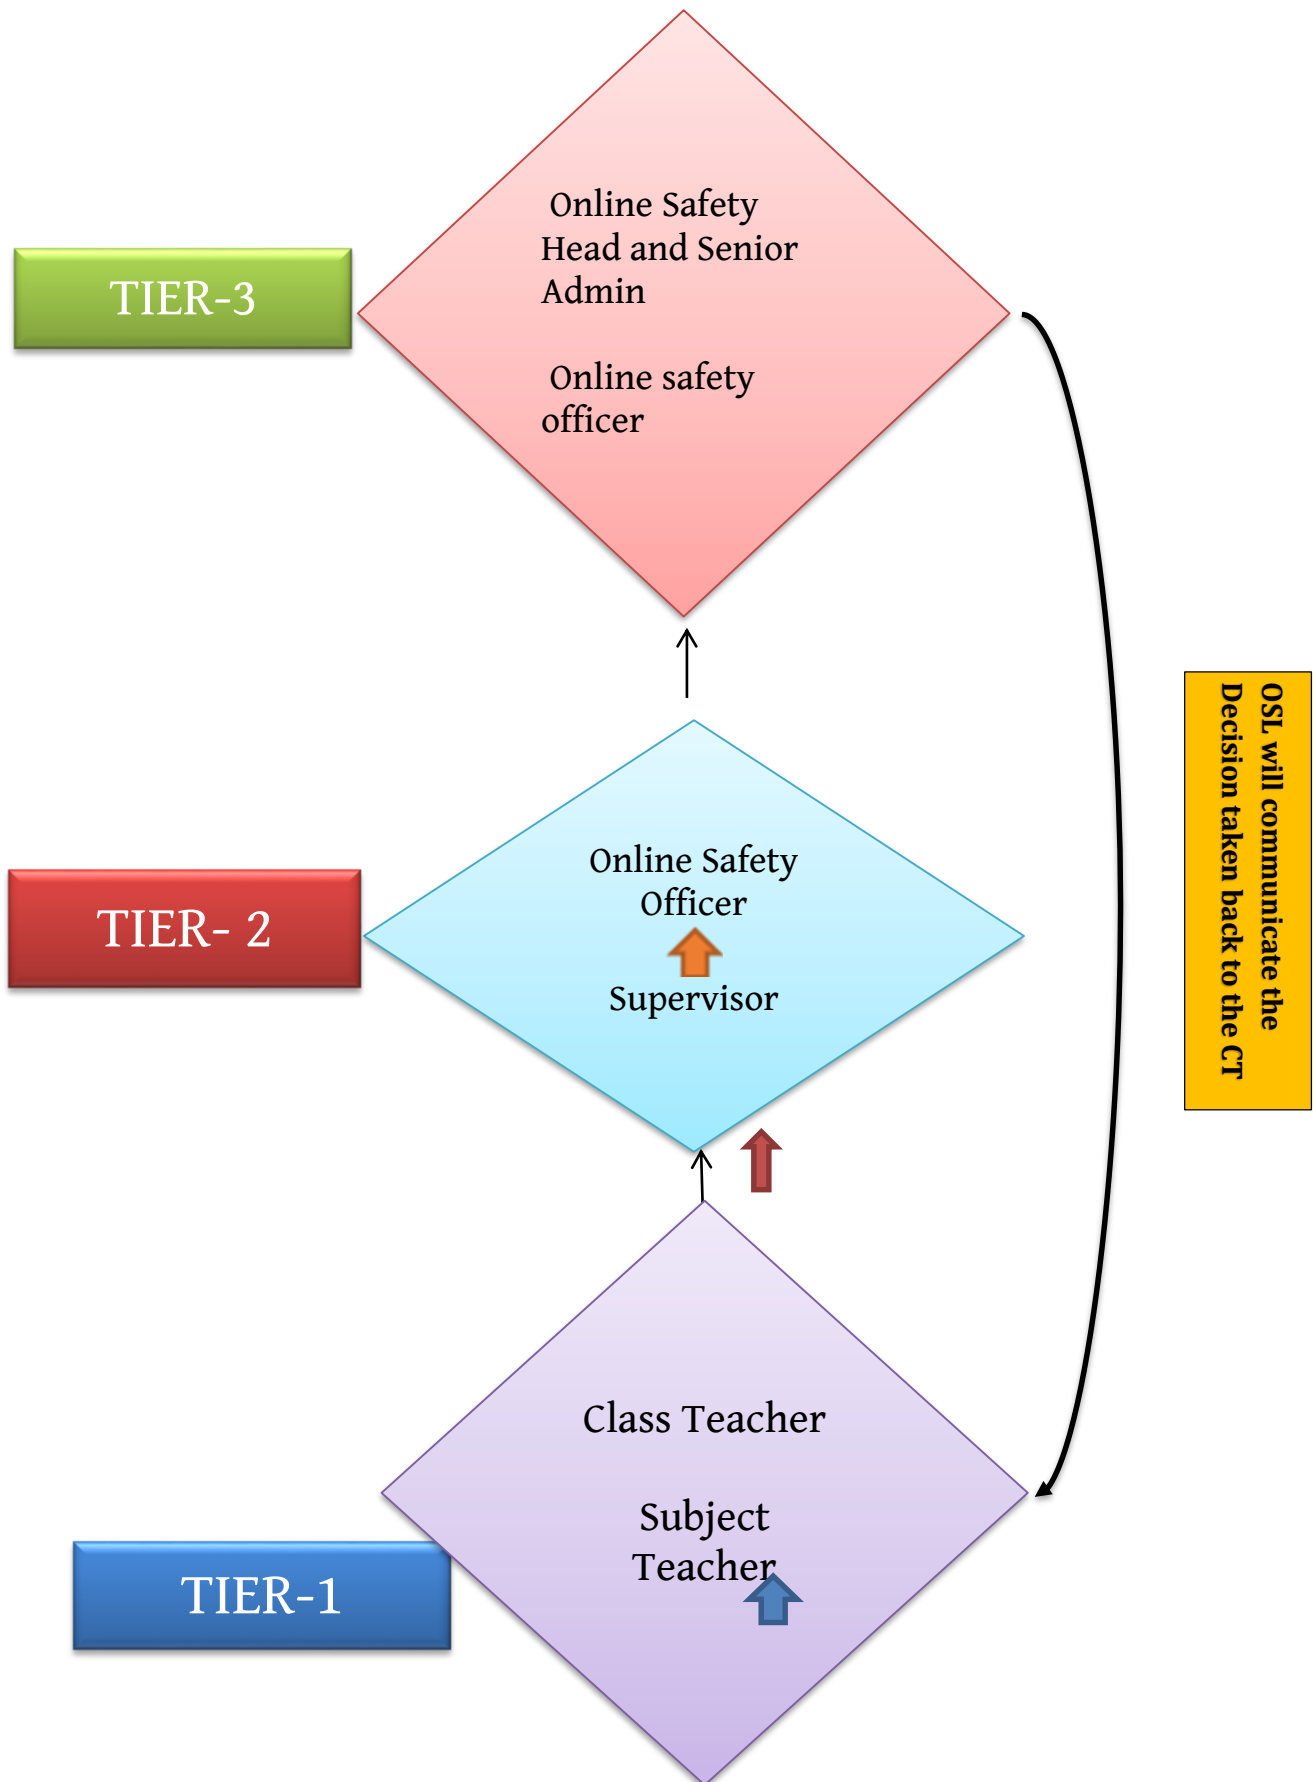 TIER-3
Online Safety
Head and Senior
Admin
Online safety
officer
OSL will communicate the
Decision taken back to the CT
TIER- 2
Online Safety
Officer
Supervisor
Class Teacher
Subject
Teacher
TIER-1